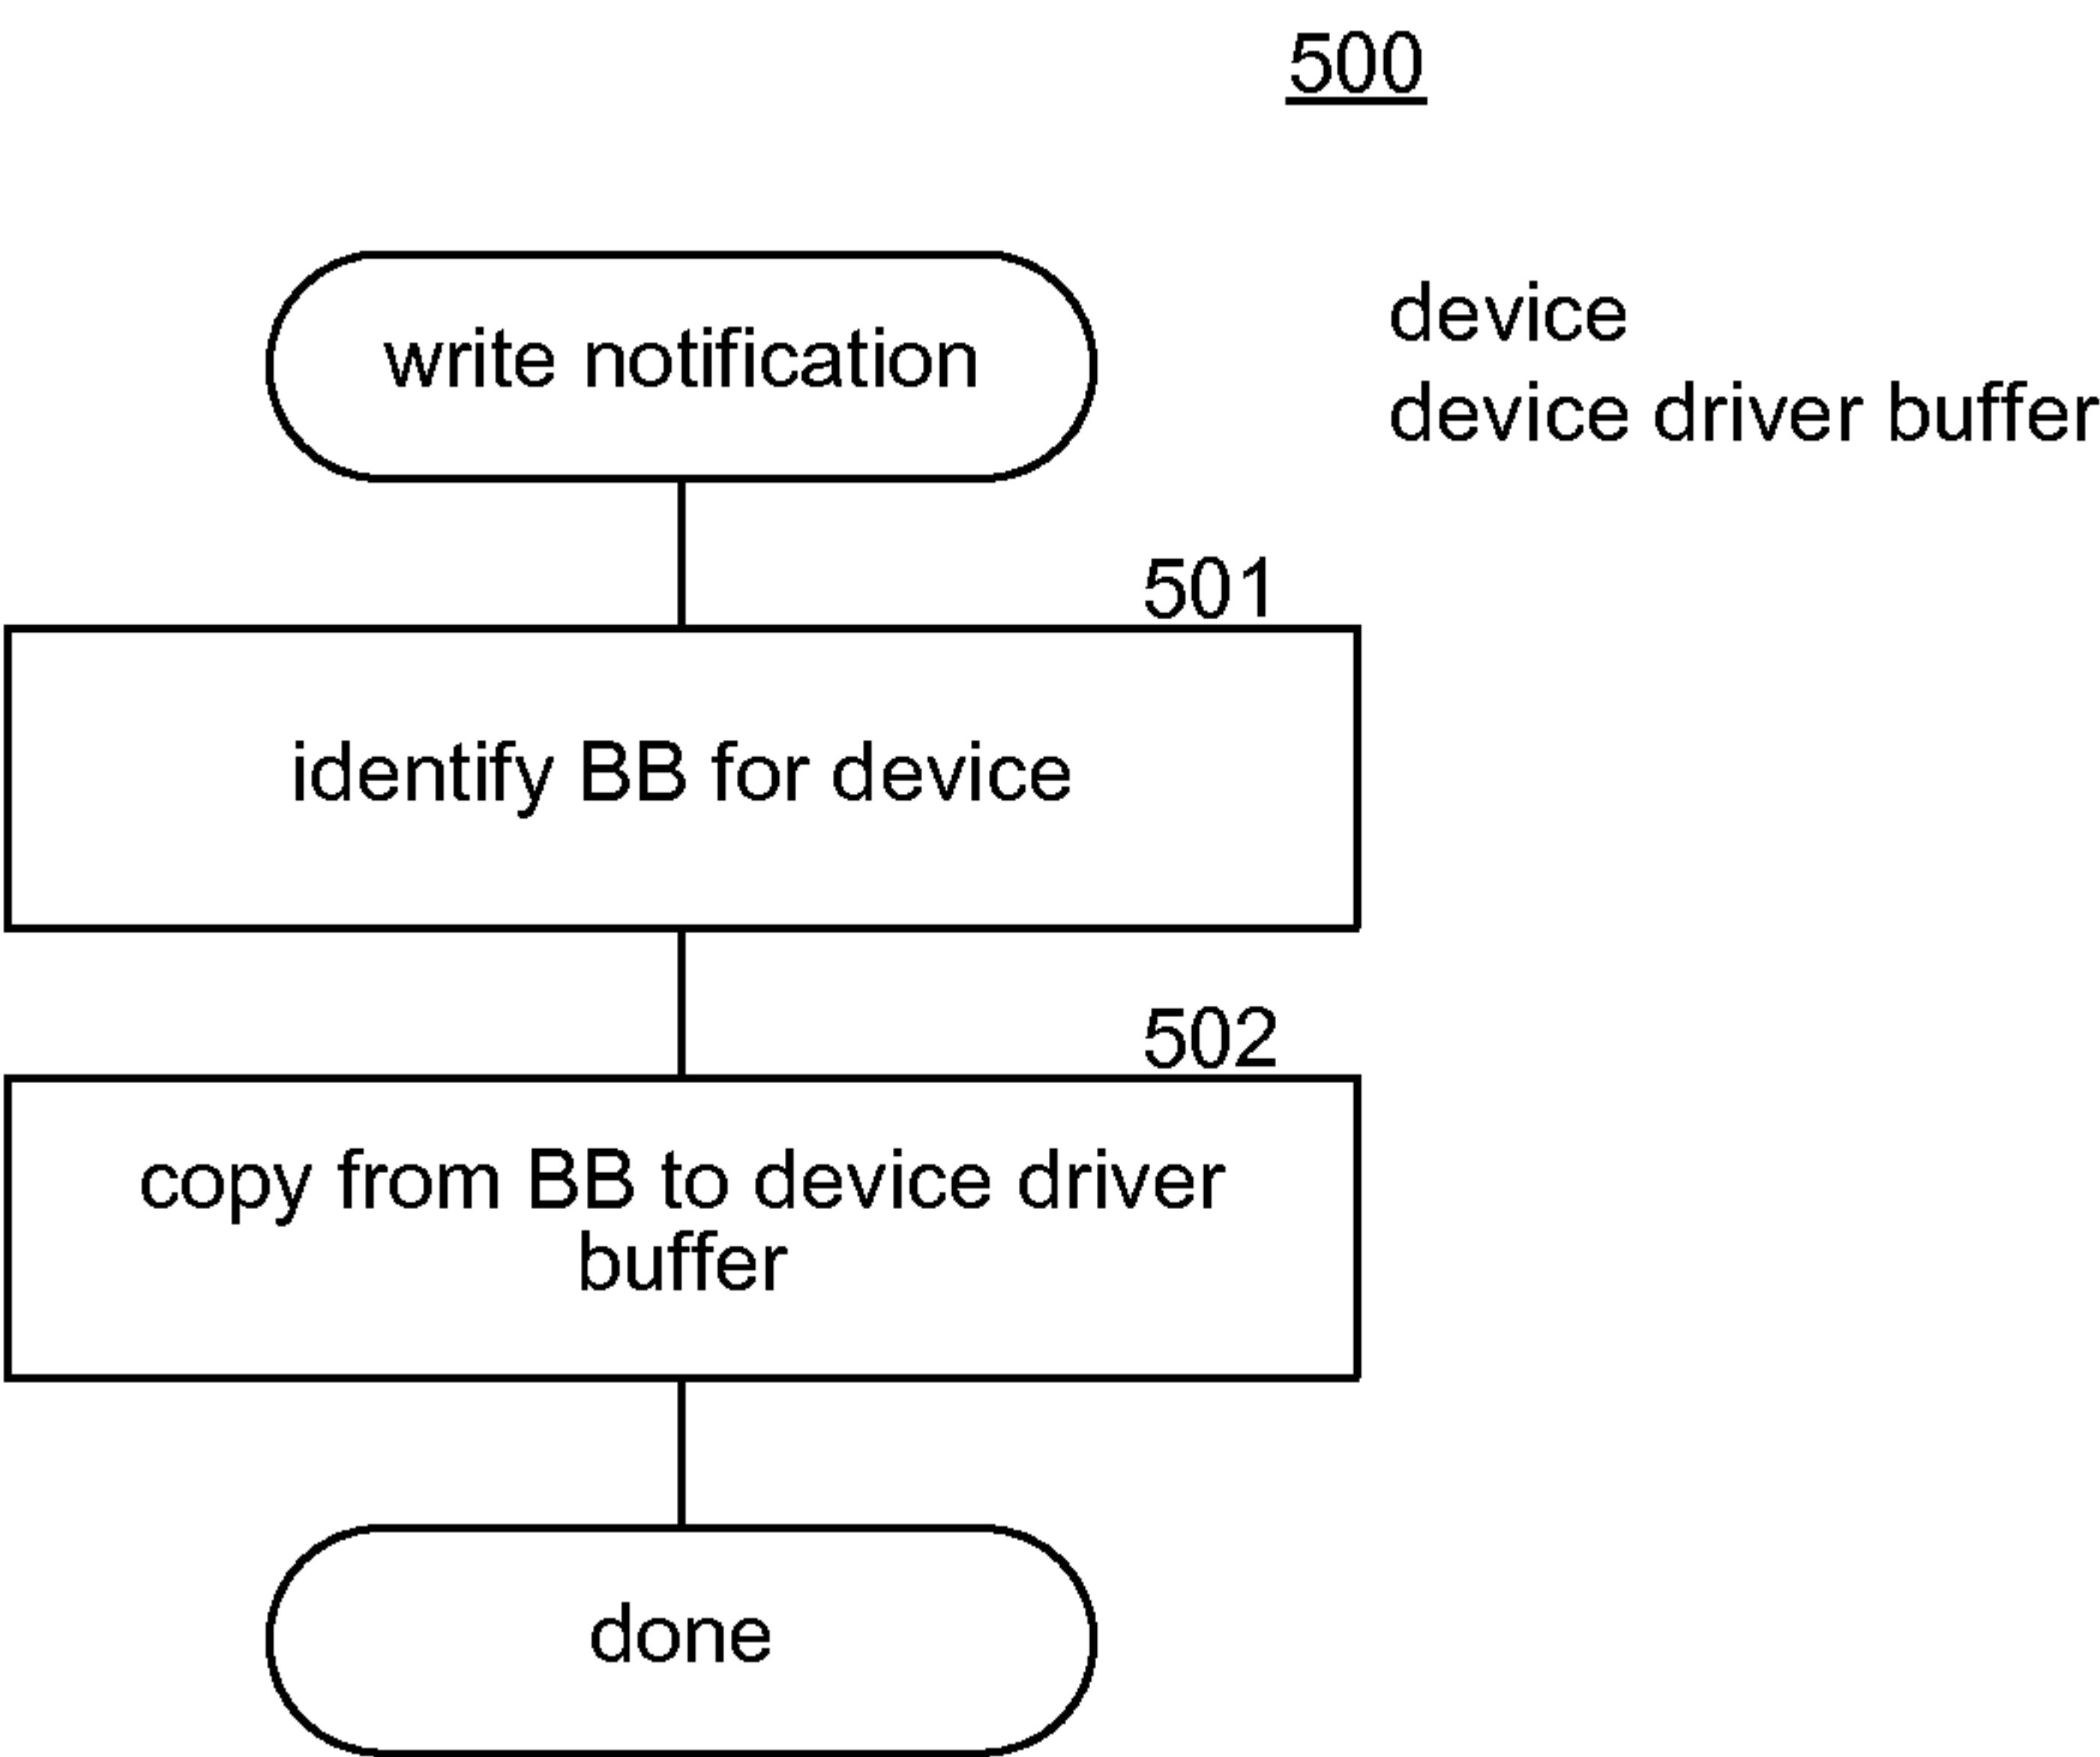 500
write notification
device
device driver buffer
501
identify BB for device
502
copy from BB to device driver
buffer
done